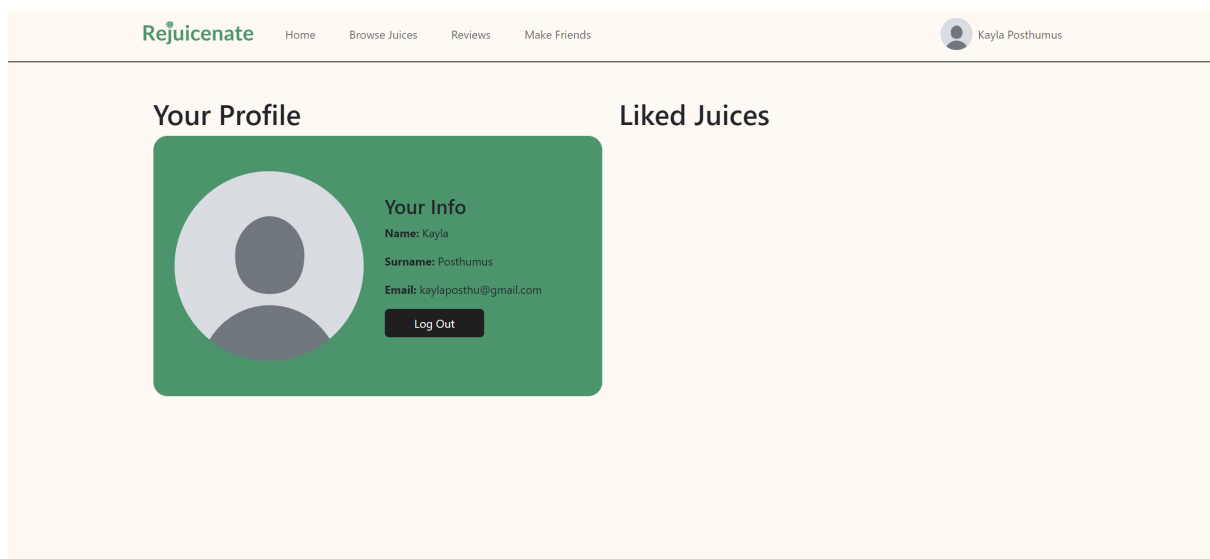 Rejuicenate Home Browse Juices Reviews Make Friends Kayla Posthumus
Your Profile
Your Info
Name: Kayla
Surname: Posthumus
Email: kaylaposthu@gmail.com
Log Out
Liked Juices